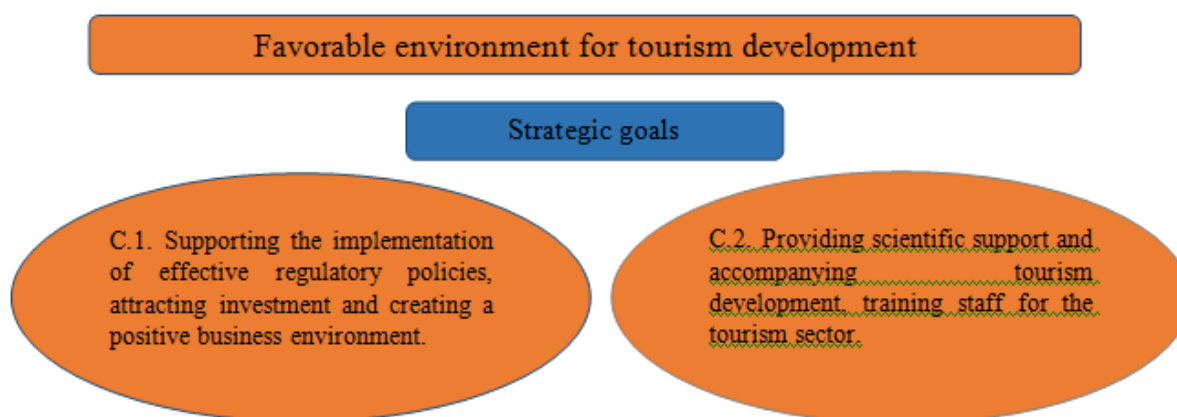 Favorable environment for tourism development
Strategic goals
C.1. Supporting the implementation
of effective regulatory policies,
attracting investment and creating a
positive business environment.
C.2. Providing scientific support and
accompanying tourism
development, training staff for the
tourism sector.